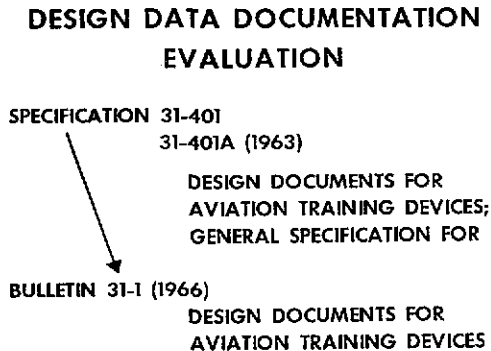 DESIGN DATA DOCUMENTATION
EVALUATION
SPECIFICATION 31-401
31-401A (1963)
DESIGN DOCUMENTS FOR
AVIATION TRAINING DEVICES;
GENERAL SPECIFICATION FOR
BULLETIN 31-1 (1966)
DESIGN DOCUMENTS FOR
AVIATION TRAINING DEVICES